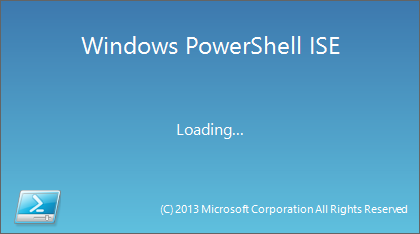 Windows PowerShell ISE
Loading...
(C) 2013 Microsoft Corporation All Rights Reserved